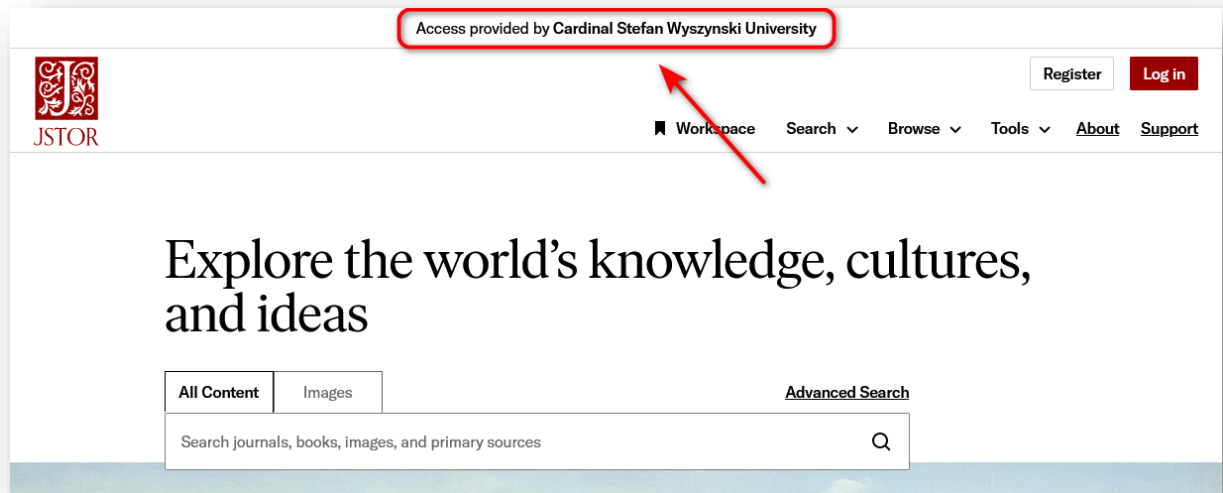 Access provided by Cardinal Stefan Wyszynski University
Register
Log in
JSTOR
Workspace
Search
Browse
Tools
About
Support
Explore the world's knowledge, cultures,
and ideas
All Content
Images
Advanced Search
Search journals, books, images, and primary sources